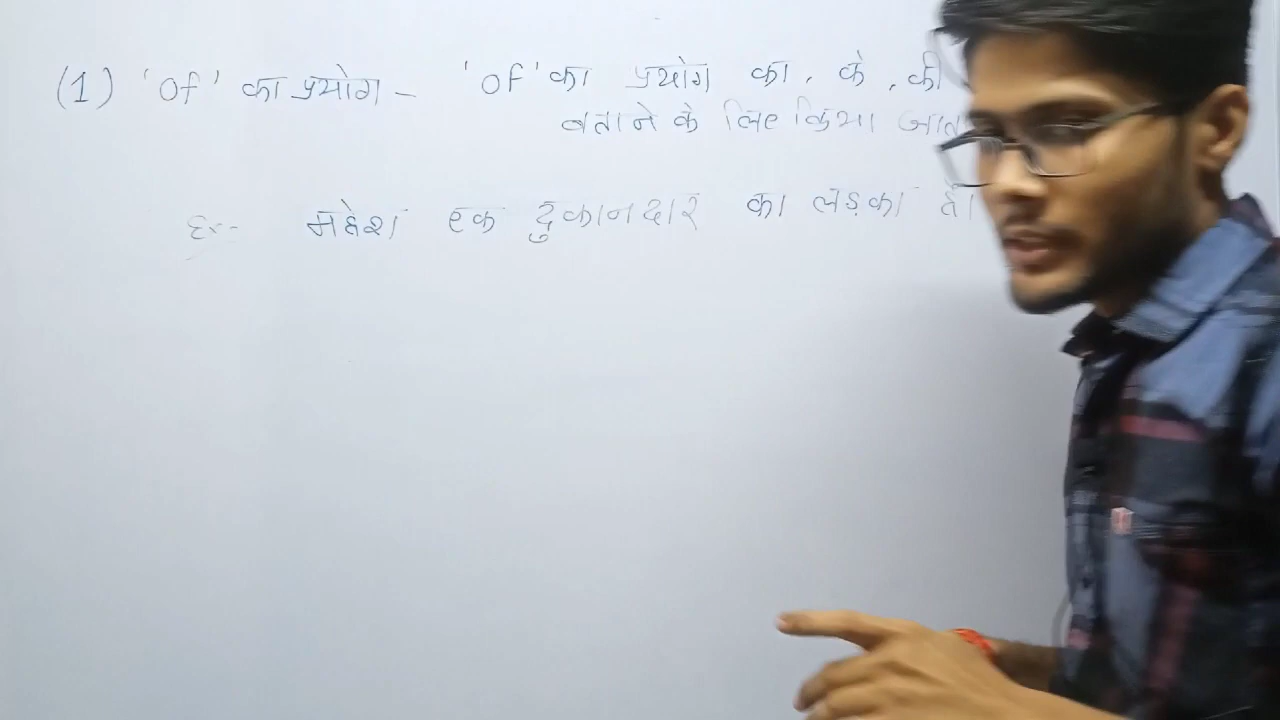 (1) 'of' का प्रयोग – 'of' का प्रयोग का, के, की
बताने के लिए किया जात
Ex:- महेश एक दुकानदार का लड़का है।